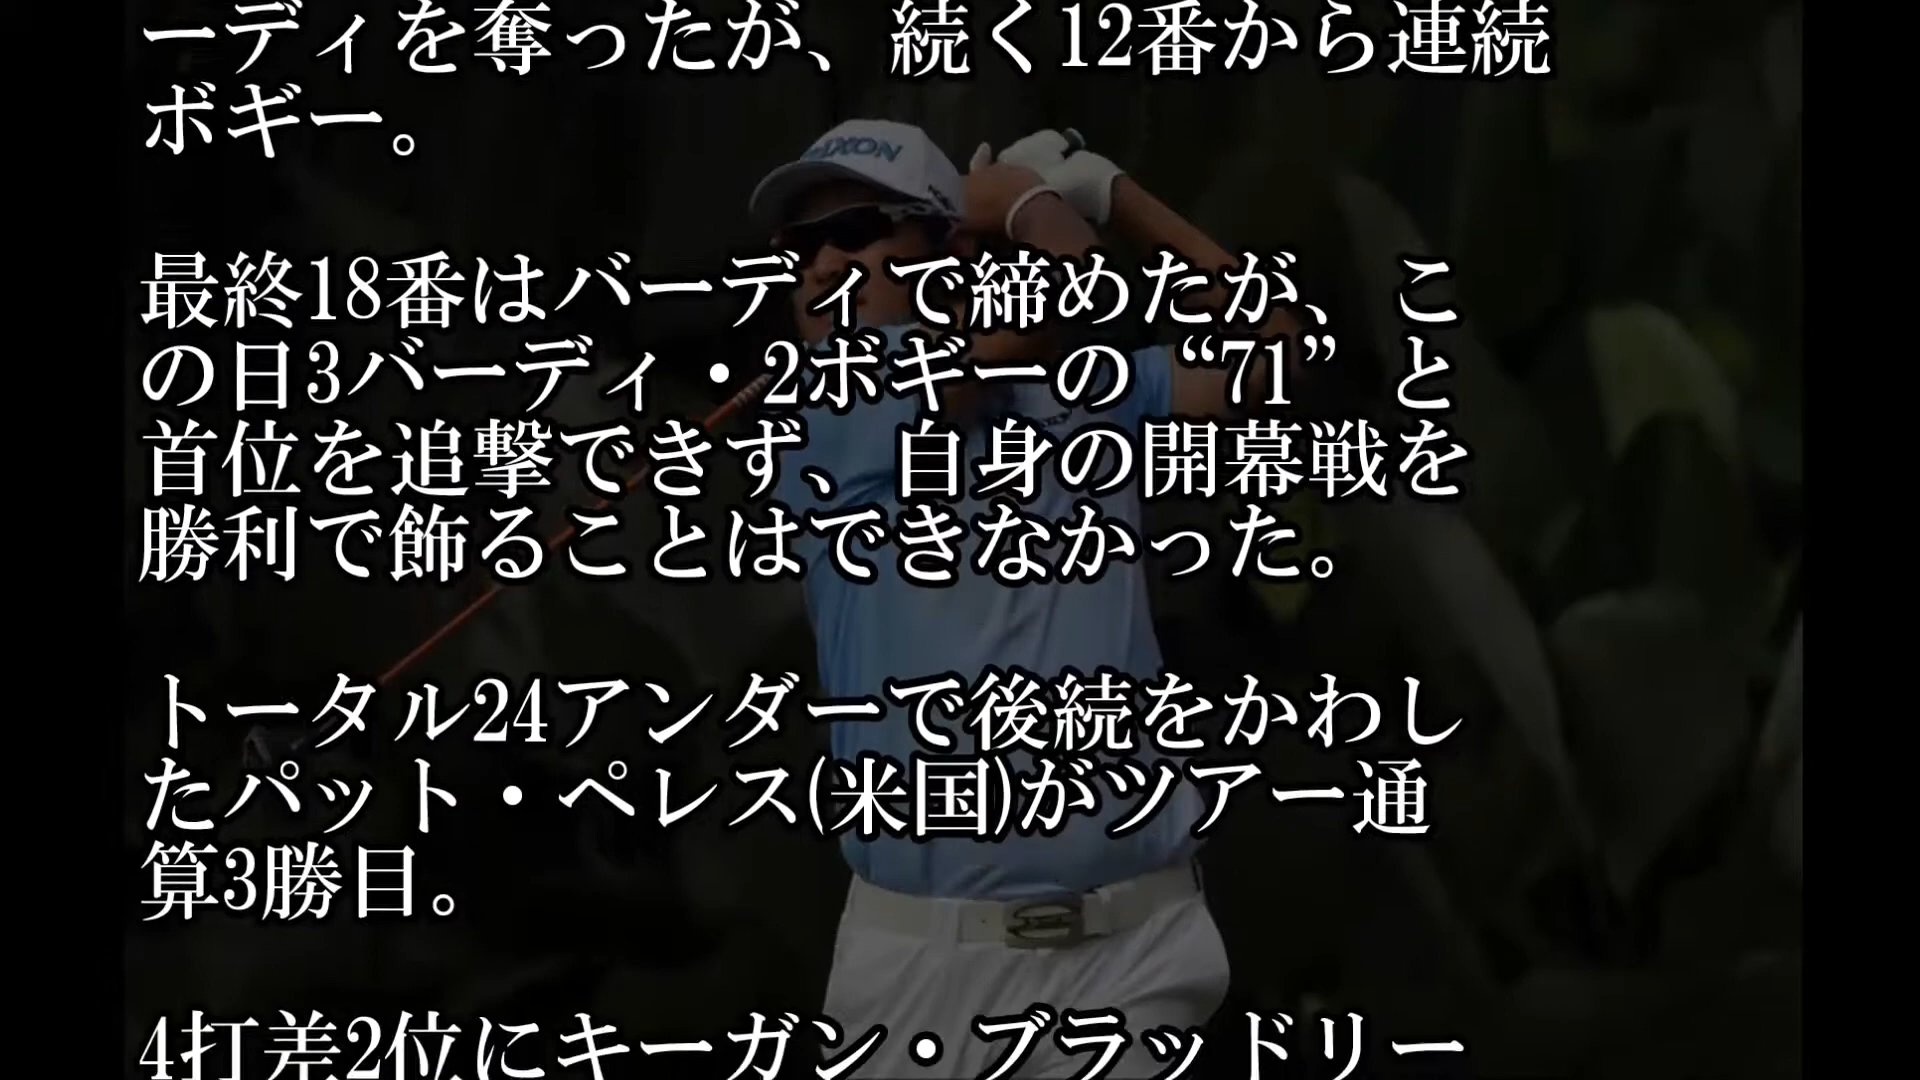 ーディを奪ったが、続く12番から連続
ボギー。
最終18番はバーディで締めたが、こ
の日3バーディ・2ボギーの“71”と
首位を追撃できず、自身の開幕戦を
勝利で飾ることはできなかった。
トータル24アンダーで後続をかわし
たパット・ペレス(米国)がツアー通
算3勝目。
4打差2位にキーガン・ブラッドリー